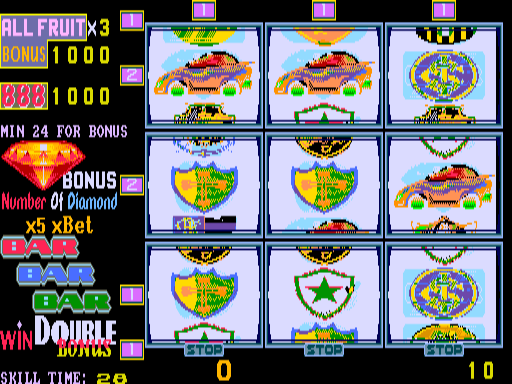 1 1 1
ALL FRUIT x3 1
BONUS 1000
2
888 1000
MIN 24 FOR BONUS
BONUS 2
Number Of Diamond
x5 xBet
BAR
BAR
BAR
1
WIN DOUBLE
BONUS 1
STOP STOP STOP
SKILL TIME: 28 0 10